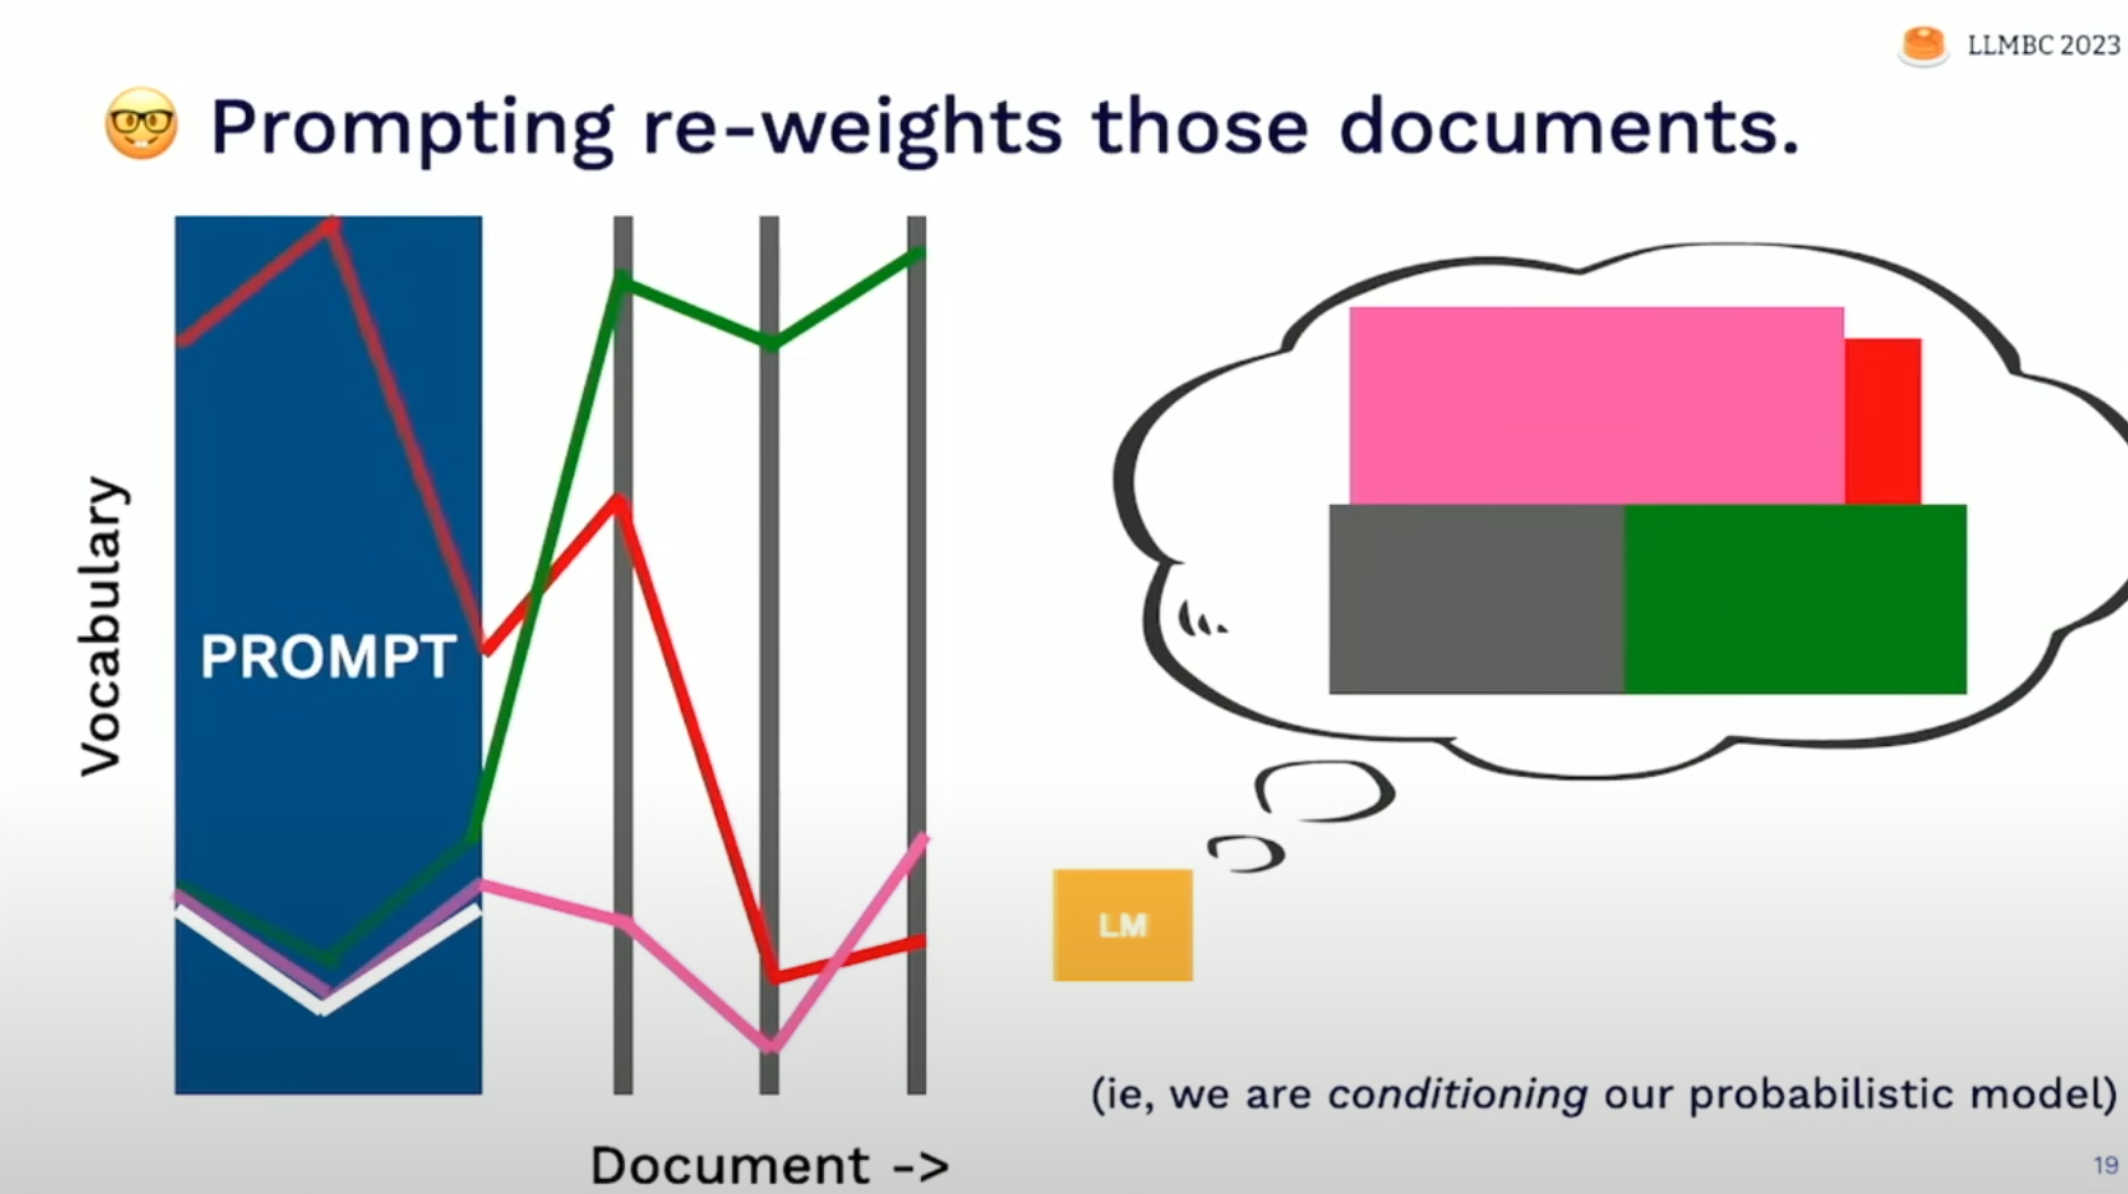 LLMBC 2023
Prompting re-weights those documents.
Vocabulary
PROMPT
LM
(ie, we are conditioning our probabilistic model)
Document ->
19